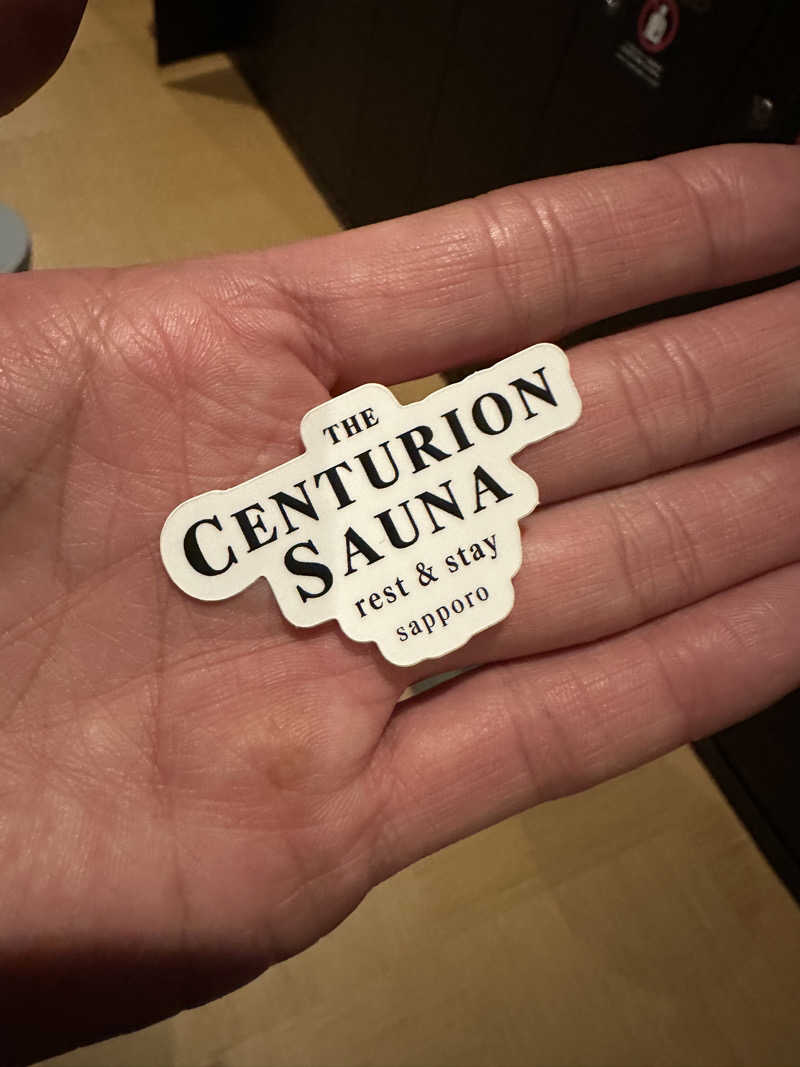 THE
CENTURION
SAUNA
rest & stay
sapporo